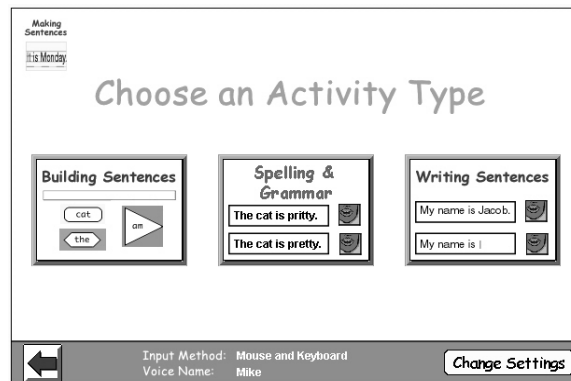 Making
Sentences
It is Monday.
Choose an Activity Type
Building Sentences
cat
the
am
Spelling &
Grammar
The cat is pritty.
The cat is pretty.
Writing Sentences
My name is Jacob.
My name is |
Input Method: Mouse and Keyboard
Voice Name: Mike
Change Settings